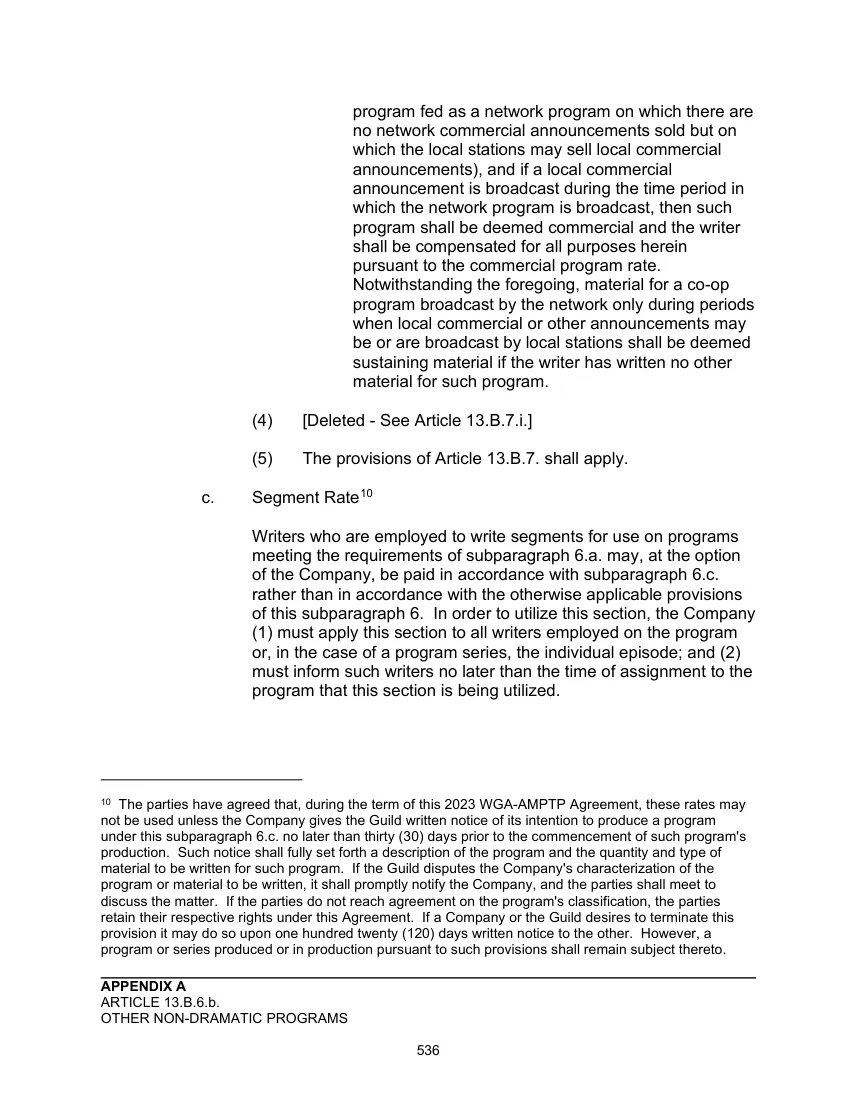 program fed as a network program on which there are
no network commercial announcements sold but on
which the local stations may sell local commercial
announcements), and if a local commercial
announcement is broadcast during the time period in
which the network program is broadcast, then such
program shall be deemed commercial and the writer
shall be compensated for all purposes herein
pursuant to the commercial program rate.
Notwithstanding the foregoing, material for a co-op
program broadcast by the network only during periods
when local commercial or other announcements may
be or are broadcast by local stations shall be deemed
sustaining material if the writer has written no other
material for such program.
(4) [Deleted - See Article 13.B.7.i.]
(5) The provisions of Article 13.B.7. shall apply.
c. Segment Rate10
Writers who are employed to write segments for use on programs
meeting the requirements of subparagraph 6.a. may, at the option
of the Company, be paid in accordance with subparagraph 6.c.
rather than in accordance with the otherwise applicable provisions
of this subparagraph 6. In order to utilize this section, the Company
(1) must apply this section to all writers employed on the program
or, in the case of a program series, the individual episode; and (2)
must inform such writers no later than the time of assignment to the
program that this section is being utilized.
10 The parties have agreed that, during the term of this 2023 WGA-AMPTP Agreement, these rates may
not be used unless the Company gives the Guild written notice of its intention to produce a program
under this subparagraph 6.c. no later than thirty (30) days prior to the commencement of such program's
production. Such notice shall fully set forth a description of the program and the quantity and type of
material to be written for such program. If the Guild disputes the Company's characterization of the
program or material to be written, it shall promptly notify the Company, and the parties shall meet to
discuss the matter. If the parties do not reach agreement on the program's classification, the parties
retain their respective rights under this Agreement. If a Company or the Guild desires to terminate this
provision it may do so upon one hundred twenty (120) days written notice to the other. However, a
program or series produced or in production pursuant to such provisions shall remain subject thereto.
APPENDIX A
ARTICLE 13.B.6.b.
OTHER NON-DRAMATIC PROGRAMS
536